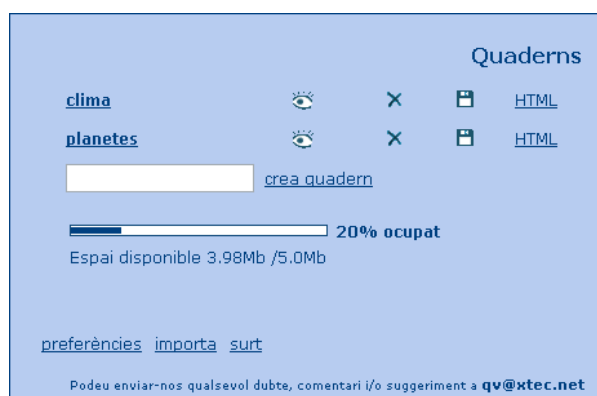 Quaderns
clima HTML
planetes HTML
crea quadern
20% ocupat
Espai disponible 3.98Mb /5.0Mb
preferències importa surt
Podeu enviar-nos qualsevol dubte, comentari i/o suggeriment a qv@xtec.net